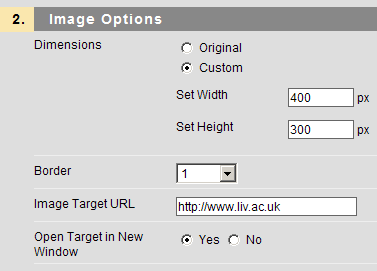 2. Image Options
Dimensions
Original
Custom
Set Width 400 px
Set Height 300 px
Border 1
Image Target URL http://www.liv.ac.uk
Open Target in New Yes No
Window